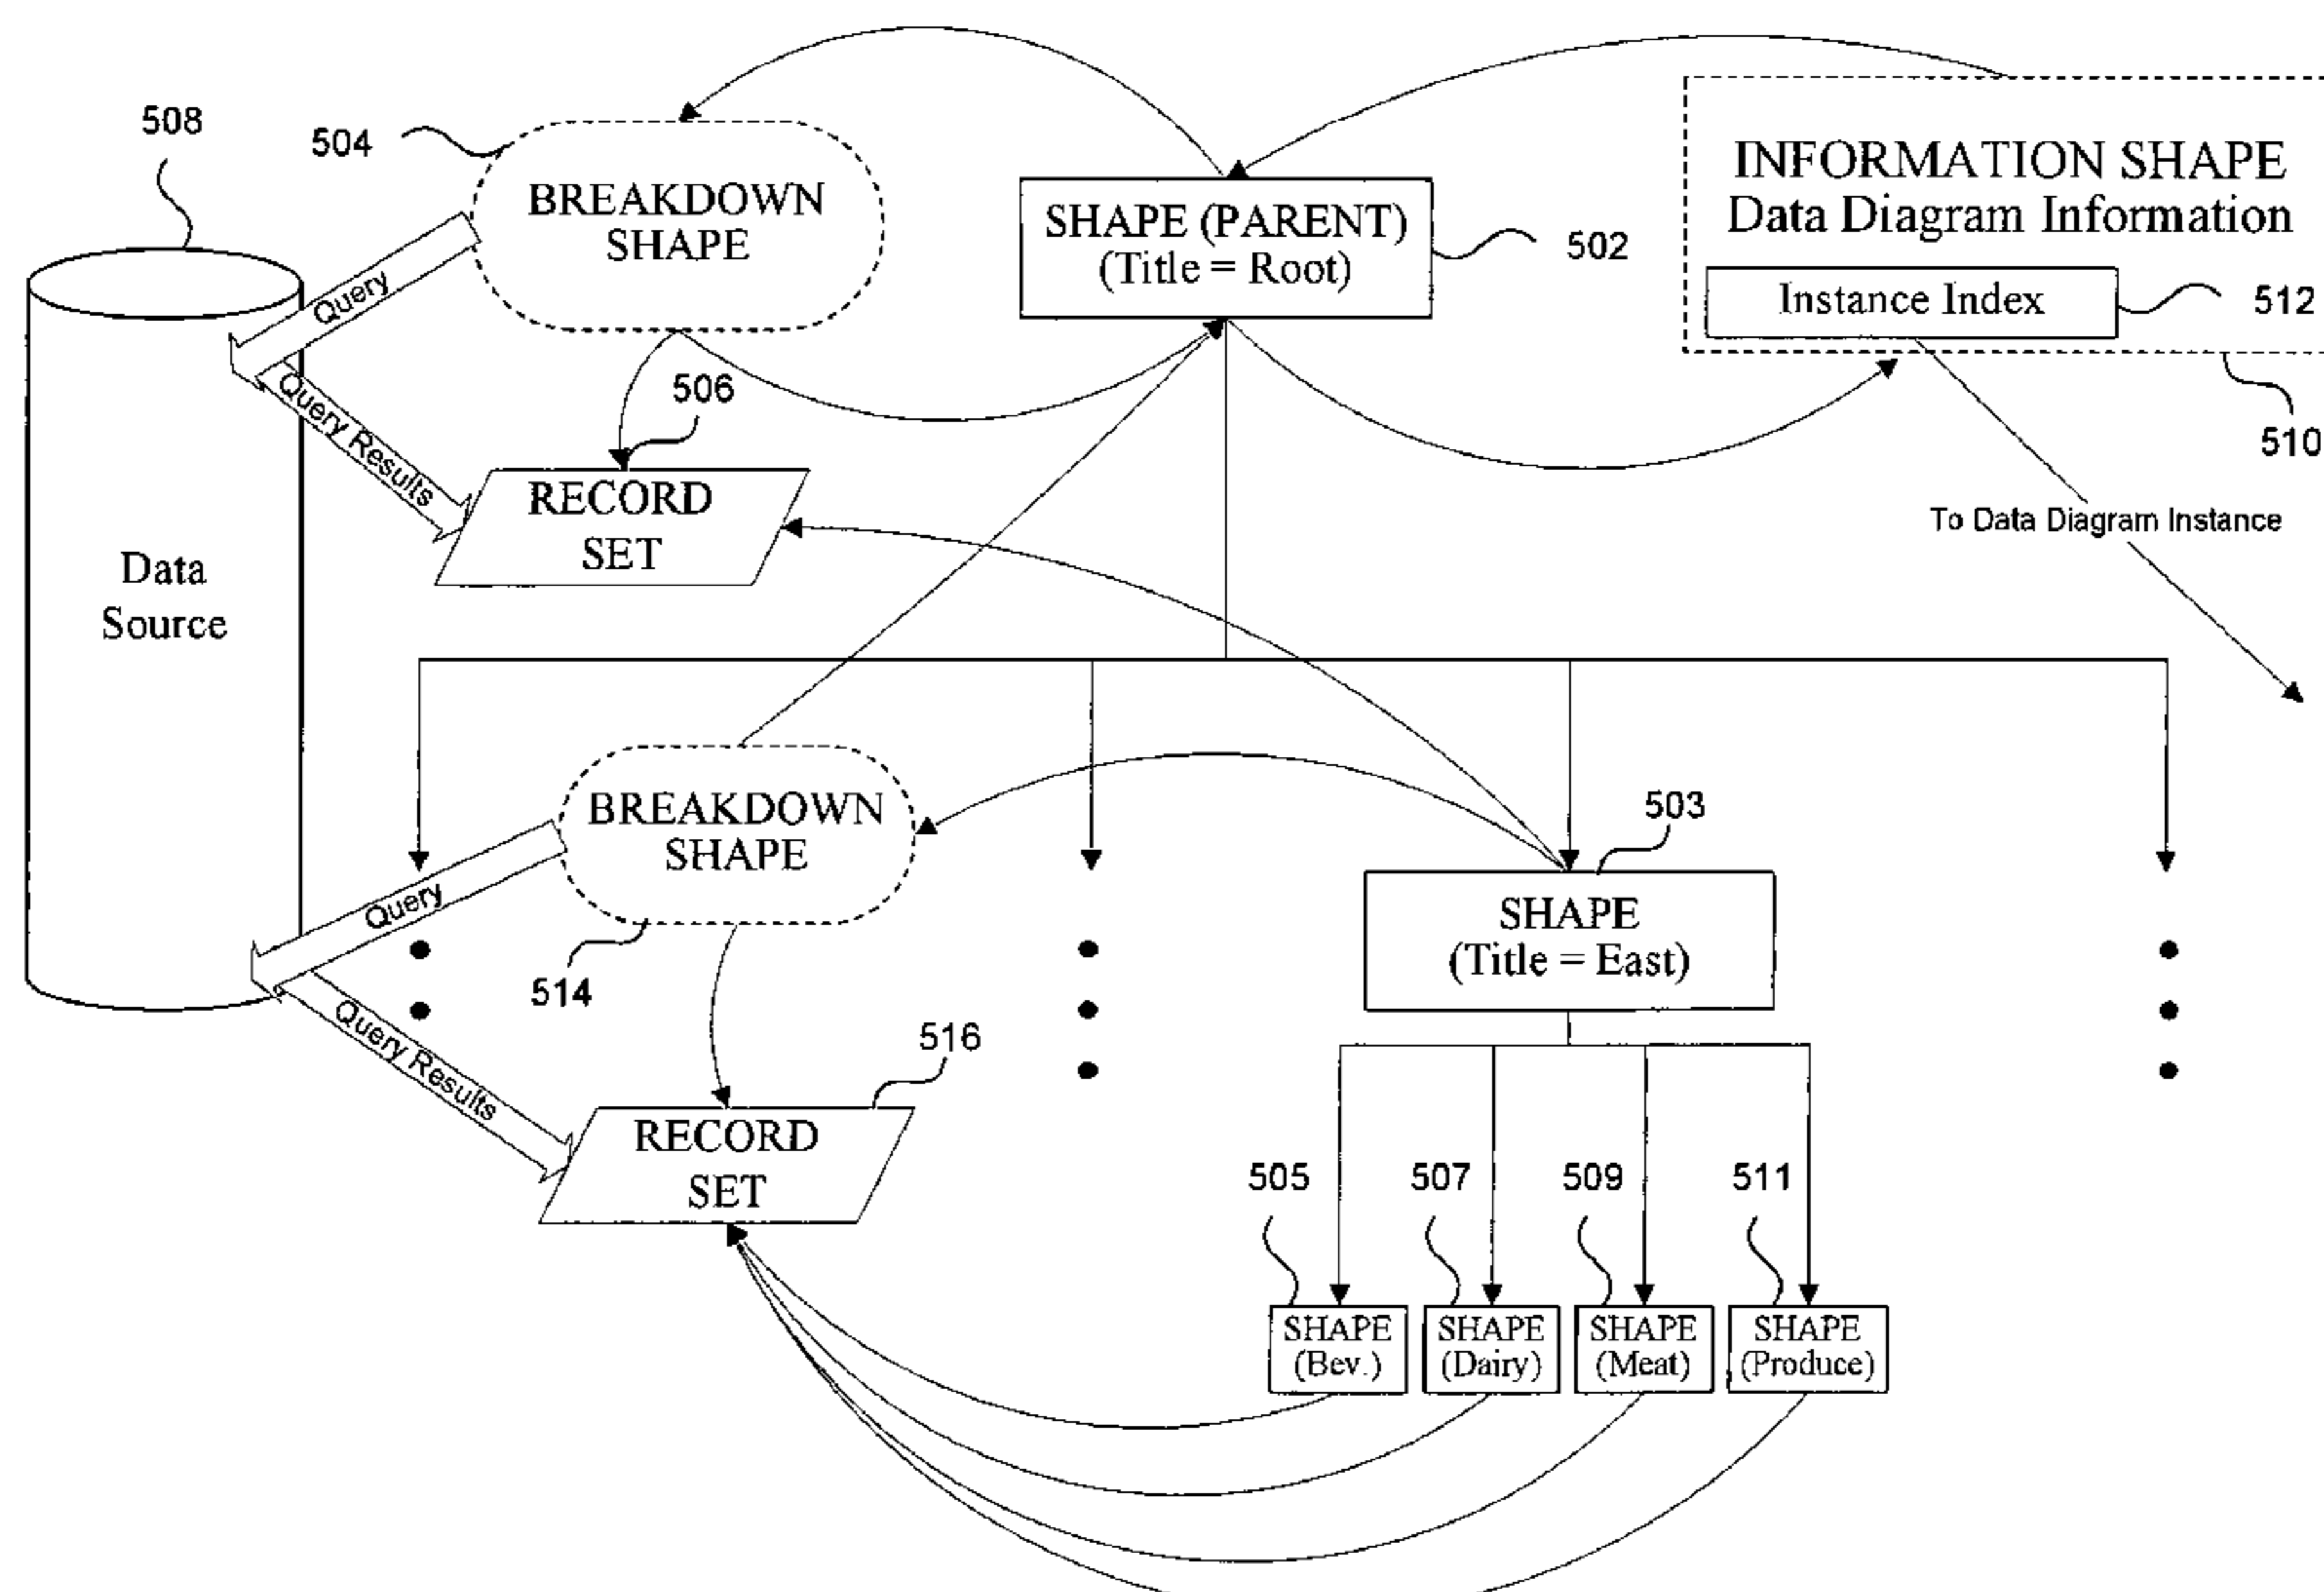 508
504
BREAKDOWN
SHAPE
SHAPE (PARENT)
(Title = Root)
502
INFORMATION SHAPE
Data Diagram Information
Instance Index
512
510
Query
Query Results
506
RECORD
SET
To Data Diagram Instance
Data
Source
BREAKDOWN
SHAPE
503
SHAPE
(Title = East)
Query
514
Query Results
516
RECORD
SET
505
507
509
511
SHAPE
(Bev.)
SHAPE
(Dairy)
SHAPE
(Meat)
SHAPE
(Produce)